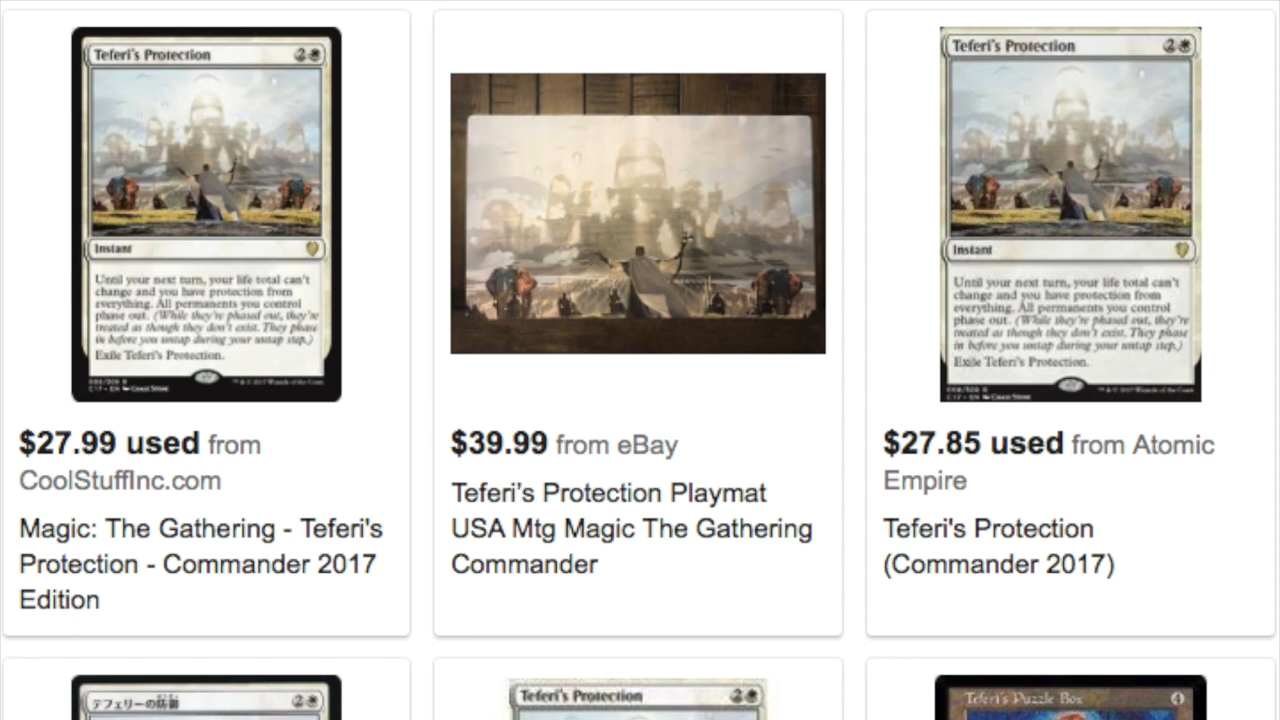 Teferi's Protection 2
Instant
Until your next turn, your life total can't
change and you have protection from
everything. All permanents you control
phase out. (While they're phased out, they're
treated as though they don't exist. They phase
in before you untap during your untap step.)
Exile Teferi's Protection.
$27.99 used from
CoolStuffInc.com
Magic: The Gathering - Teferi's
Protection - Commander 2017
Edition
$39.99 from eBay
Teferi's Protection Playmat
USA Mtg Magic The Gathering
Commander
Teferi's Protection 2
Instant
Until your next turn, your life total can't
change and you have protection from
everything. All permanents you control
phase out. (While they're phased out, they're
treated as though they don't exist. They phase
in before you untap during your untap step.)
Exile Teferi's Protection.
$27.85 used from Atomic
Empire
Teferi's Protection
(Commander 2017)
テフェリーの防御 2
Teferi's Protection 2
Teferi's Puzzle Box 4